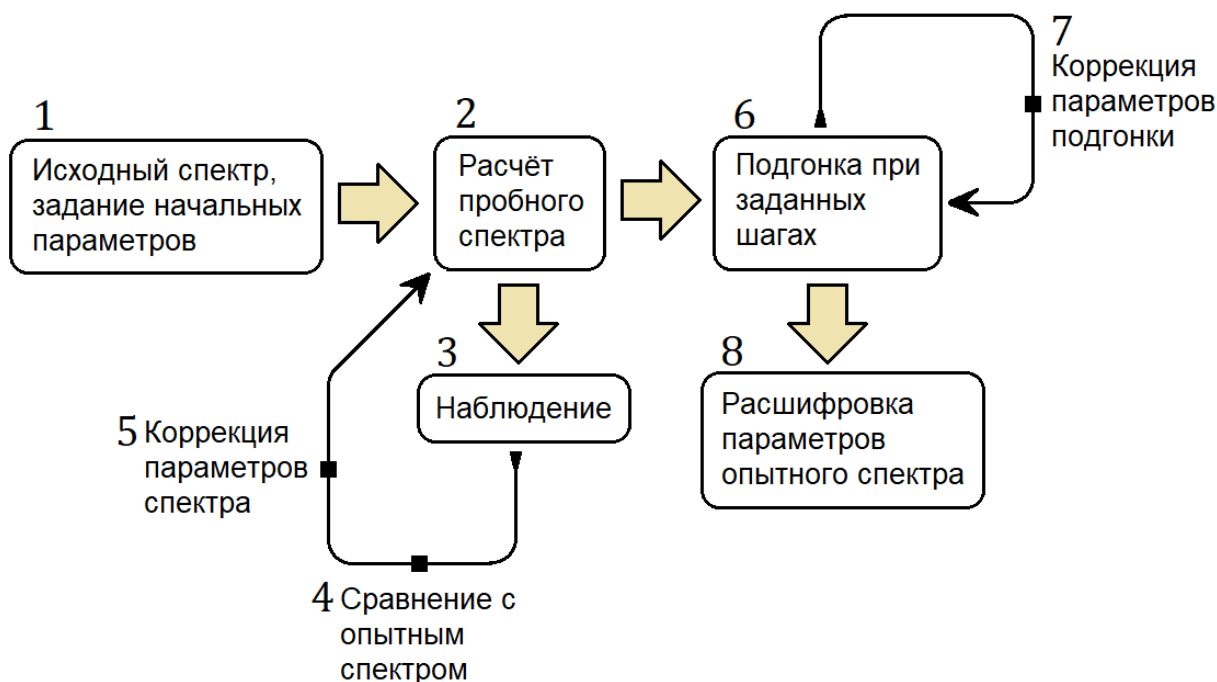 1
Исходный спектр,
задание начальных
параметров
2
Расчёт
пробного
спектра
3
Наблюдение
4 Сравнение с
опытным
спектром
5 Коррекция
параметров
спектра
6
Подгонка при
заданных
шагах
7
Коррекция
параметров
подгонки
8
Расшифровка
параметров
опытного спектра